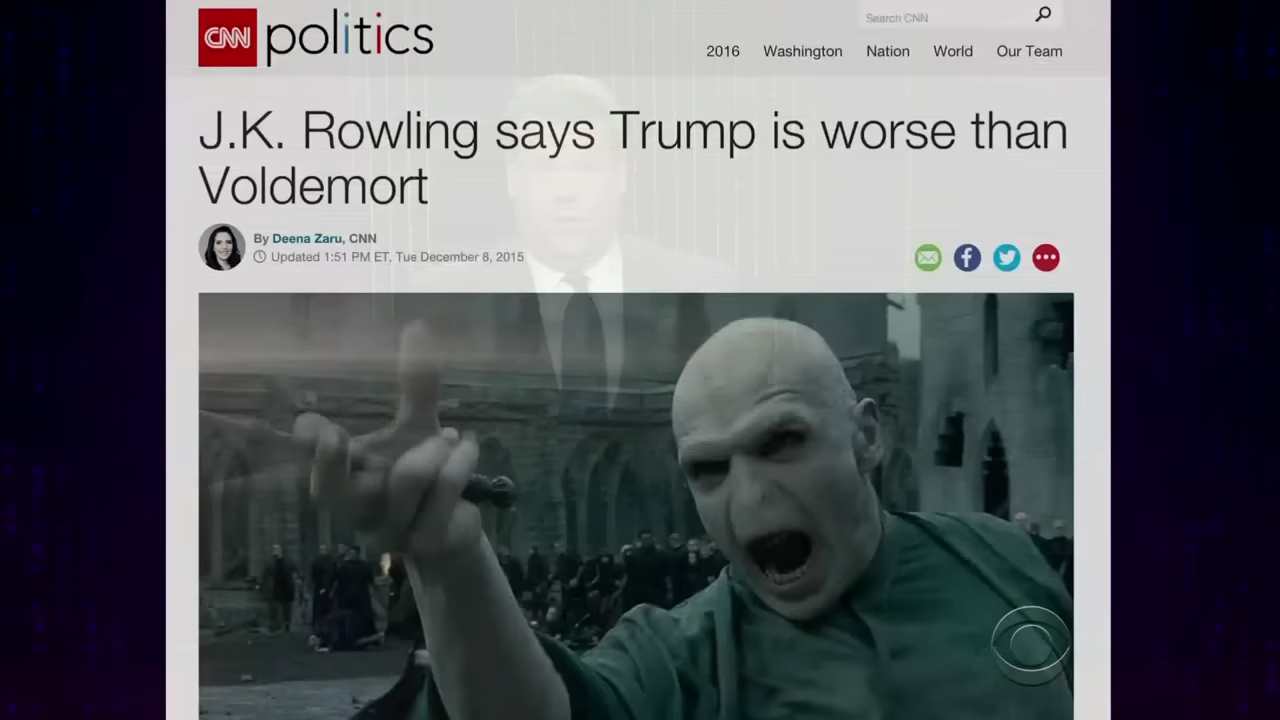 CNN politics
Search CNN
2016 Washington Nation World Our Team
J.K. Rowling says Trump is worse than
Voldemort
By Deena Zaru, CNN
Updated 1:51 PM ET, Tue December 8, 2015